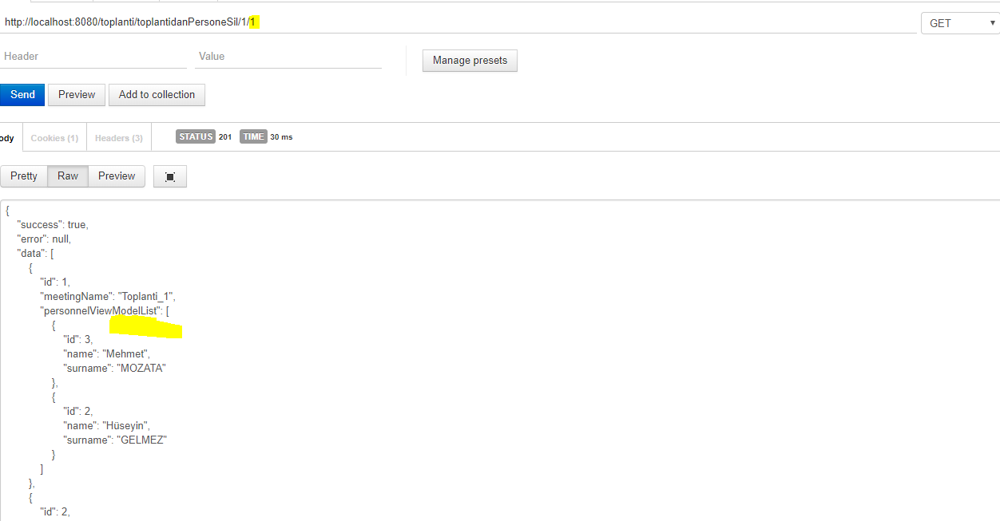 http://localhost:8080/toplanti/toplantidanPersoneSil/1/1
GET
Header
Value
Manage presets
Send
Preview
Add to collection
ody
Cookies (1)
Headers (3)
STATUS 201
TIME 30 ms
Pretty
Raw
Preview
{
"success": true,
"error": null,
"data": [
{
"id": 1,
"meetingName": "Toplanti_1",
"personnelViewModelList": [
{
"id": 3,
"name": "Mehmet",
"surname": "MOZATA"
},
{
"id": 2,
"name": "Hüseyin",
"surname": "GELMEZ"
}
]
},
{
"id": 2,